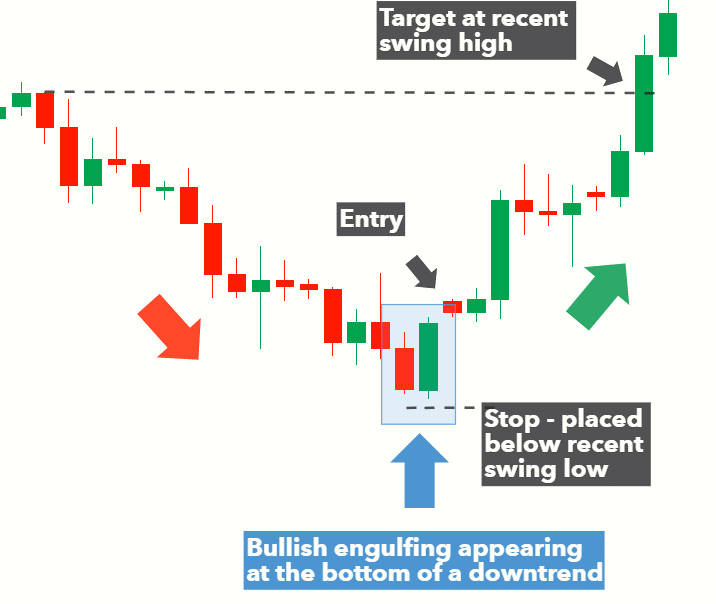 Target at recent
swing high
Entry
Stop - placed
below recent
swing low
Bullish engulfing appearing
at the bottom of a downtrend